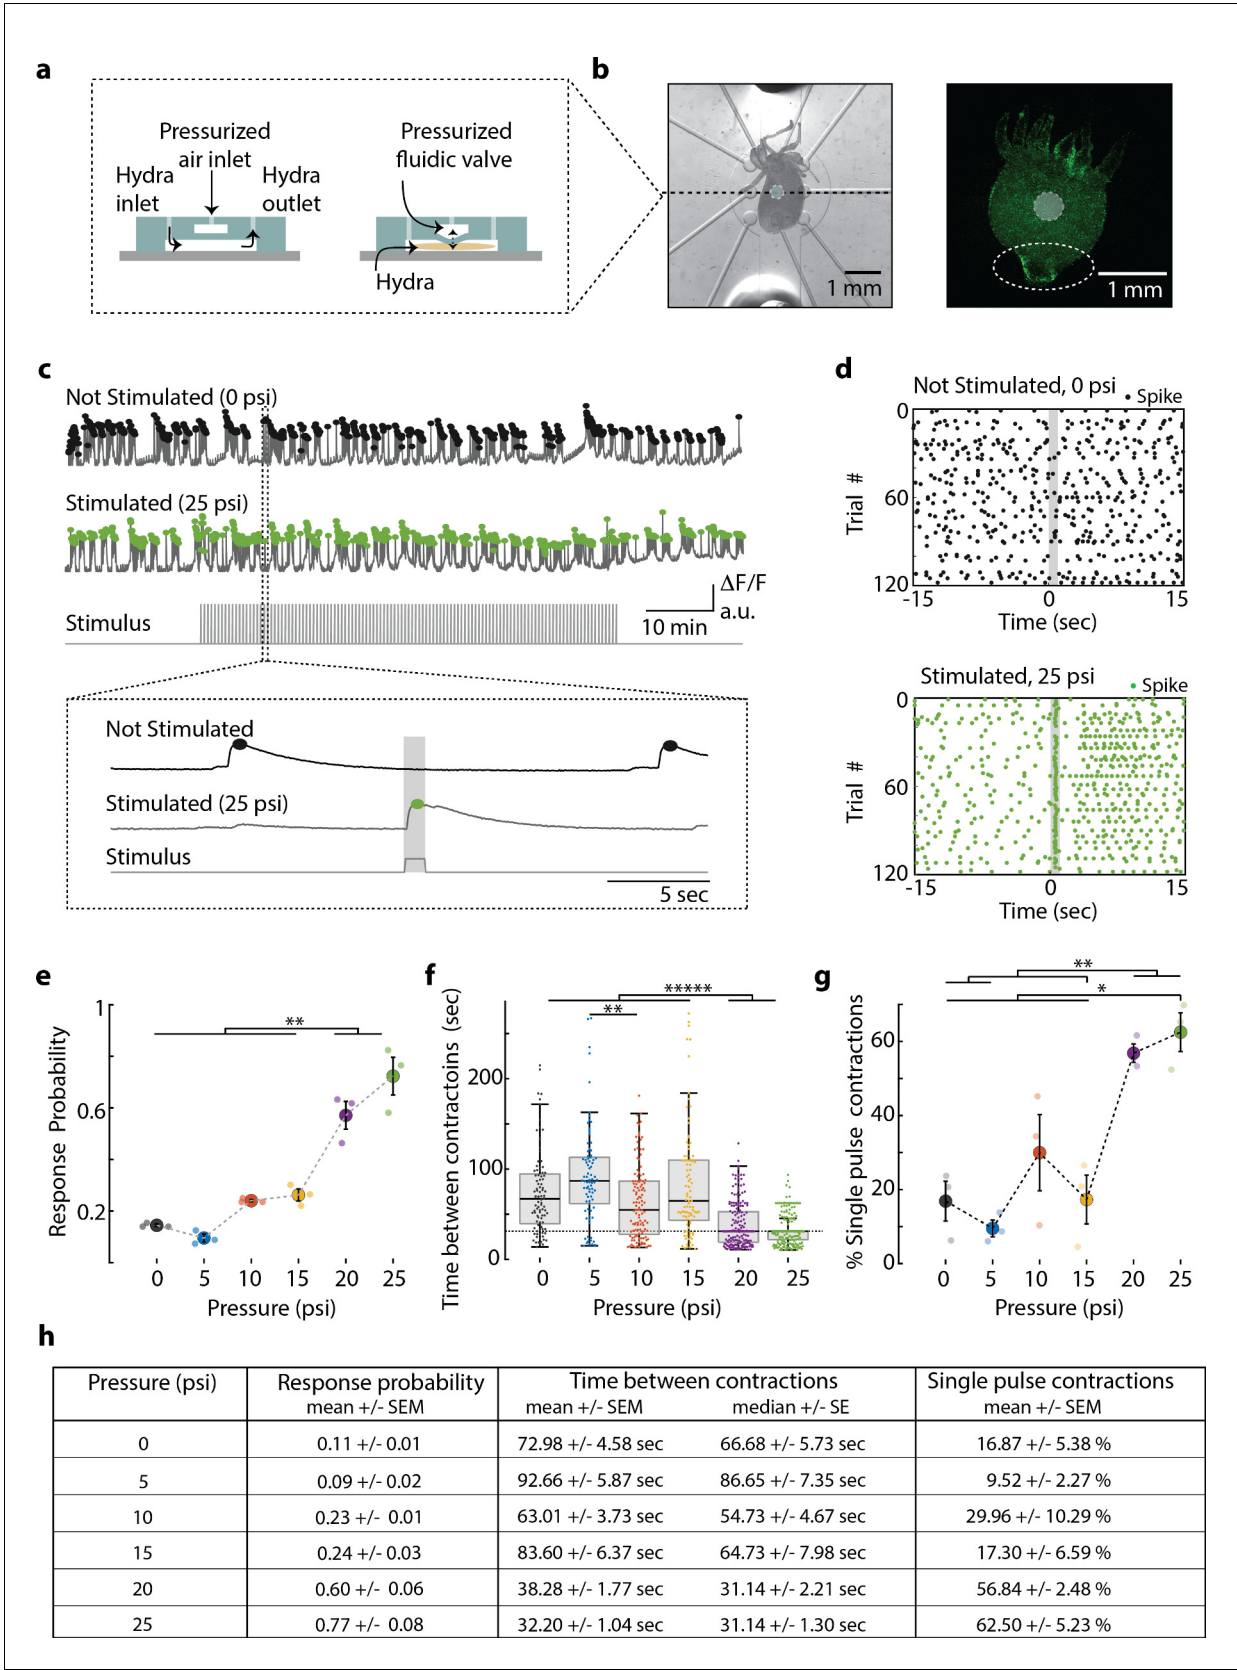 a
Pressurized
air inlet
Hydra
inlet
Hydra
outlet
Pressurized
fluidic valve
Hydra
b
1 mm
1 mm
c
Not Stimulated (0 psi)
Stimulated (25 psi)
Stimulus
ΔF/F
a.u.
10 min
Not Stimulated
Stimulated (25 psi)
Stimulus
5 sec
d
Not Stimulated, 0 psi
Spike
0
60
120
Trial #
-15 0 15
Time (sec)
Stimulated, 25 psi
Spike
0
60
120
Trial #
-15 0 15
Time (sec)
e
1
0.6
0.2
Response Probability
**
0 5 10 15 20 25
Pressure (psi)
f
*****
**
200
100
0
Time between contractoins (sec)
0 5 10 15 20 25
Pressure (psi)
g
**
*
60
40
20
0
% Single pulse contractions
0 5 10 15 20 25
Pressure (psi)
h
Pressure (psi) Response probability Time between contractions Single pulse contractions
mean +/- SEM mean +/- SEM median +/- SE mean +/- SEM
0 0.11 +/- 0.01 72.98 +/- 4.58 sec 66.68 +/- 5.73 sec 16.87 +/- 5.38 %
5 0.09 +/- 0.02 92.66 +/- 5.87 sec 86.65 +/- 7.35 sec 9.52 +/- 2.27 %
10 0.23 +/- 0.01 63.01 +/- 3.73 sec 54.73 +/- 4.67 sec 29.96 +/- 10.29 %
15 0.24 +/- 0.03 83.60 +/- 6.37 sec 64.73 +/- 7.98 sec 17.30 +/- 6.59 %
20 0.60 +/- 0.06 38.28 +/- 1.77 sec 31.14 +/- 2.21 sec 56.84 +/- 2.48 %
25 0.77 +/- 0.08 32.20 +/- 1.04 sec 31.14 +/- 1.30 sec 62.50 +/- 5.23 %